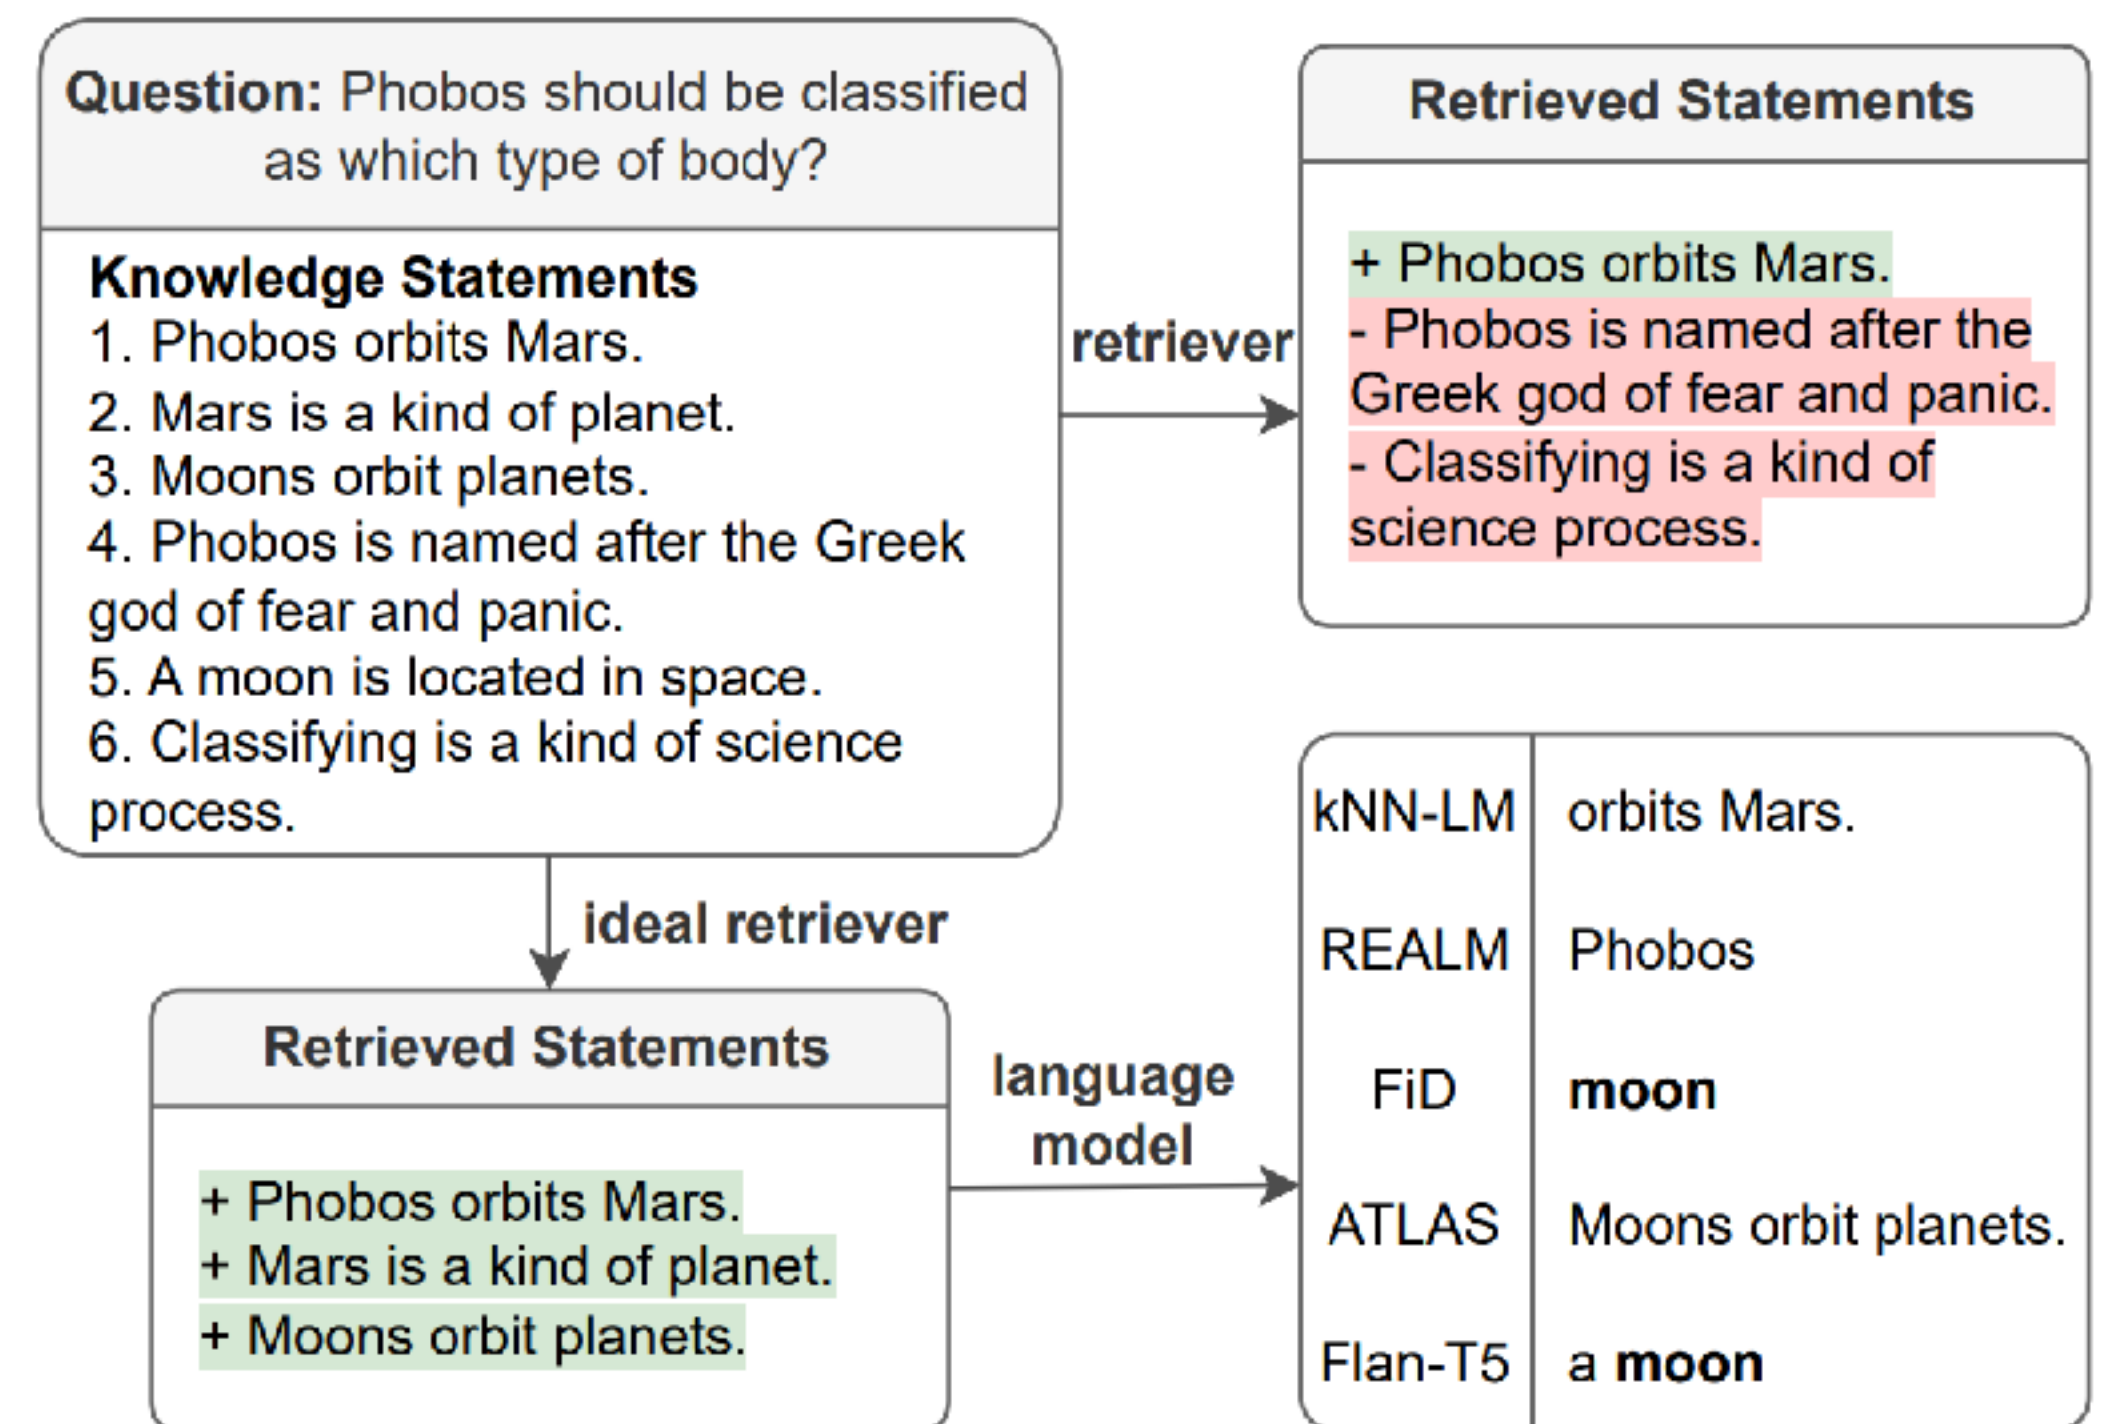 Question: Phobos should be classified
as which type of body?
Knowledge Statements
1. Phobos orbits Mars.
2. Mars is a kind of planet.
3. Moons orbit planets.
4. Phobos is named after the Greek
god of fear and panic.
5. A moon is located in space.
6. Classifying is a kind of science
process.
retriever
Retrieved Statements
+ Phobos orbits Mars.
- Phobos is named after the
Greek god of fear and panic.
- Classifying is a kind of
science process.
ideal retriever
Retrieved Statements
+ Phobos orbits Mars.
+ Mars is a kind of planet.
+ Moons orbit planets.
language
model
kNN-LM orbits Mars.
REALM Phobos
FiD moon
ATLAS Moons orbit planets.
Flan-T5 a moon